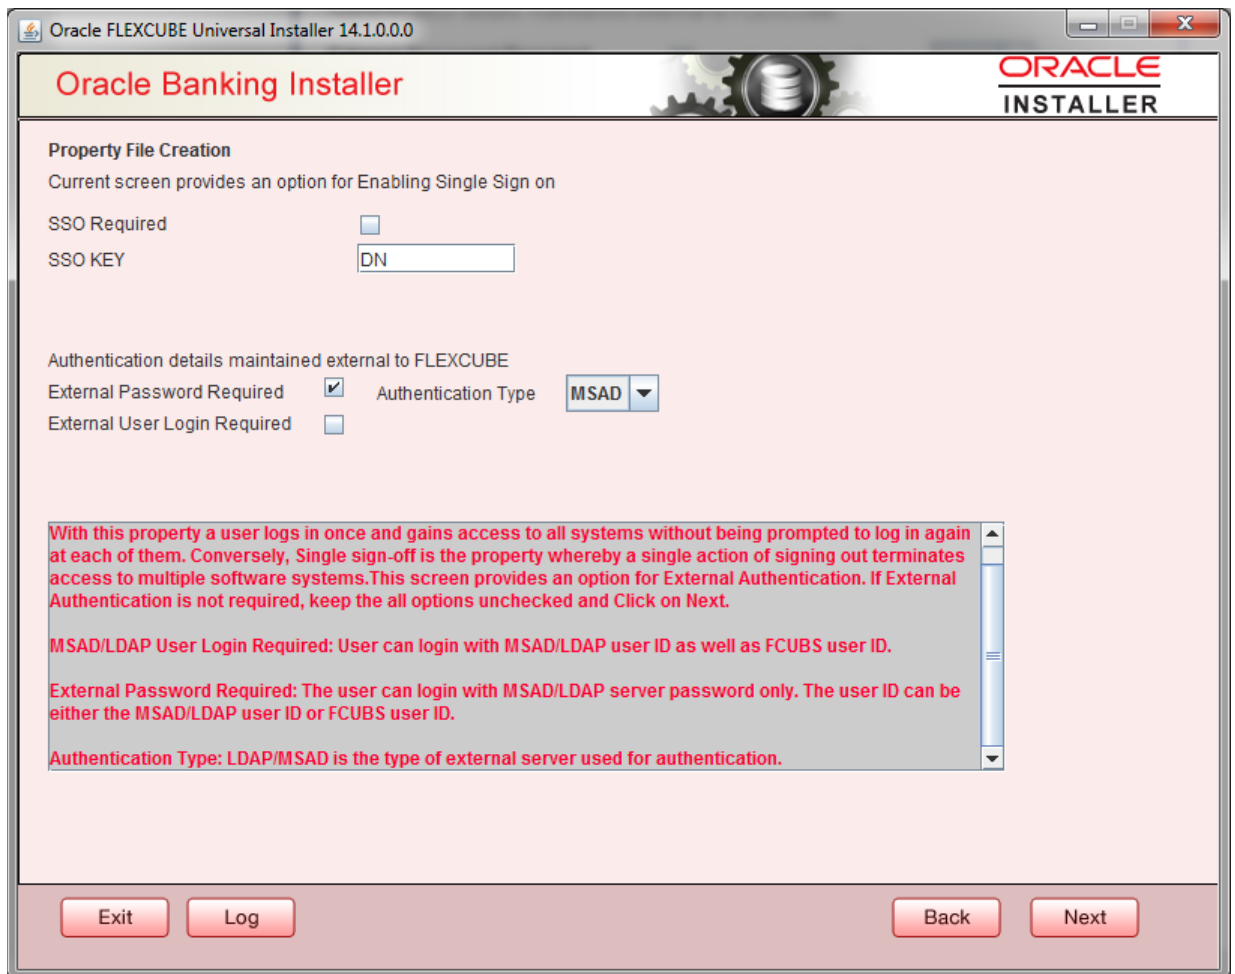 Oracle FLEXCUBE Universal Installer 14.1.0.0.0
Oracle Banking Installer
ORACLE
INSTALLER
Property File Creation
Current screen provides an option for Enabling Single Sign on
SSO Required
SSO KEY DN
Authentication details maintained external to FLEXCUBE
External Password Required Authentication Type MSAD
External User Login Required
With this property a user logs in once and gains access to all systems without being prompted to log in again
at each of them. Conversely, Single sign-off is the property whereby a single action of signing out terminates
access to multiple software systems.This screen provides an option for External Authentication. If External
Authentication is not required, keep the all options unchecked and Click on Next.
MSAD/LDAP User Login Required: User can login with MSAD/LDAP user ID as well as FCUBS user ID.
External Password Required: The user can login with MSAD/LDAP server password only. The user ID can be
either the MSAD/LDAP user ID or FCUBS user ID.
Authentication Type: LDAP/MSAD is the type of external server used for authentication.
Exit Log Back Next